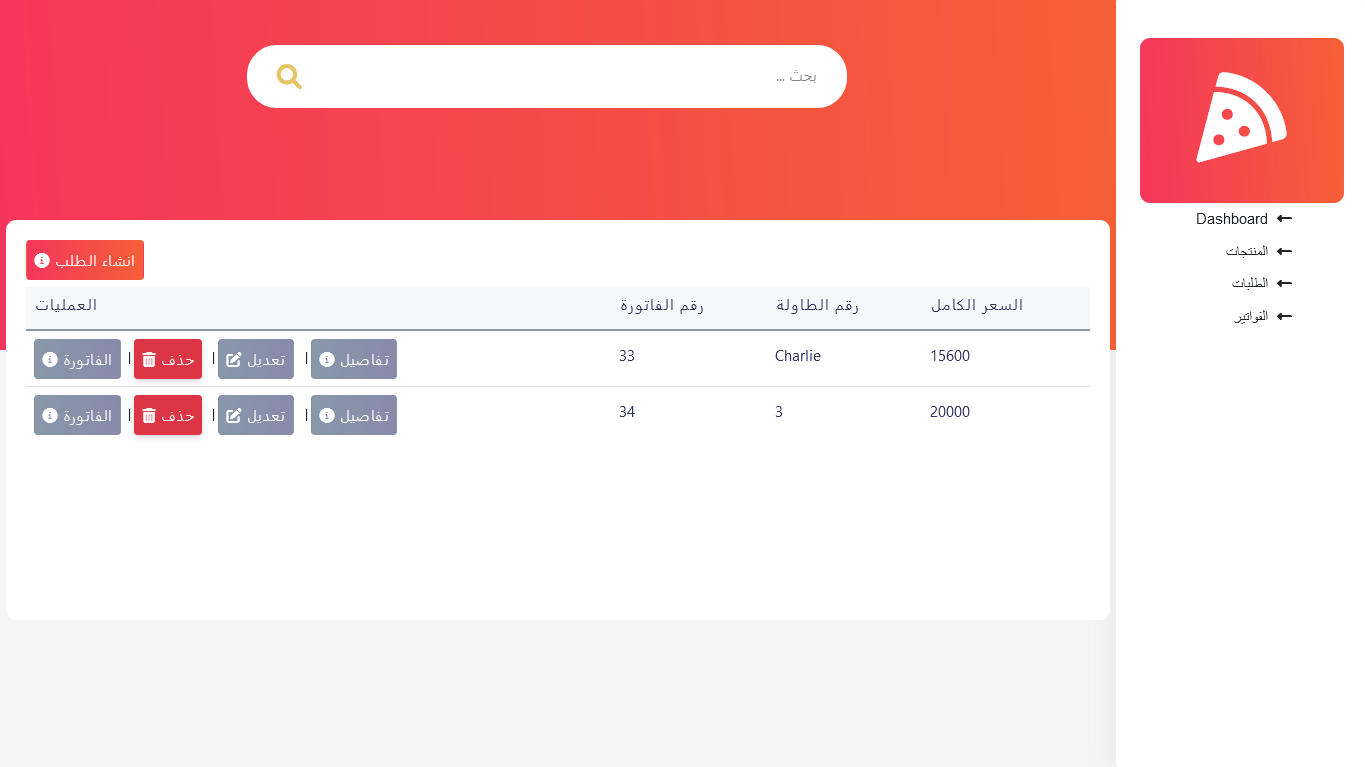 بحث ...
Dashboard
المنتجات
الطلبات
الفواتير
انشاء الطلب
السعر الكامل رقم الطاولة رقم الفاتورة العمليات
15600 Charlie 33 تفاصيل | تعديل | حذف | الفاتورة
20000 3 34 تفاصيل | تعديل | حذف | الفاتورة